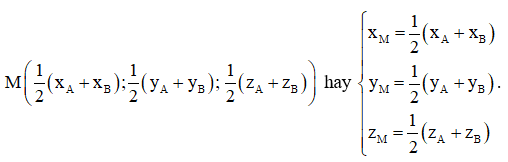 M(1/2(x_A + x_B); 1/2(y_A + y_B); 1/2(z_A + z_B)) hay { x_M = 1/2(x_A + x_B)
y_M = 1/2(y_A + y_B).
z_M = 1/2(z_A + z_B)